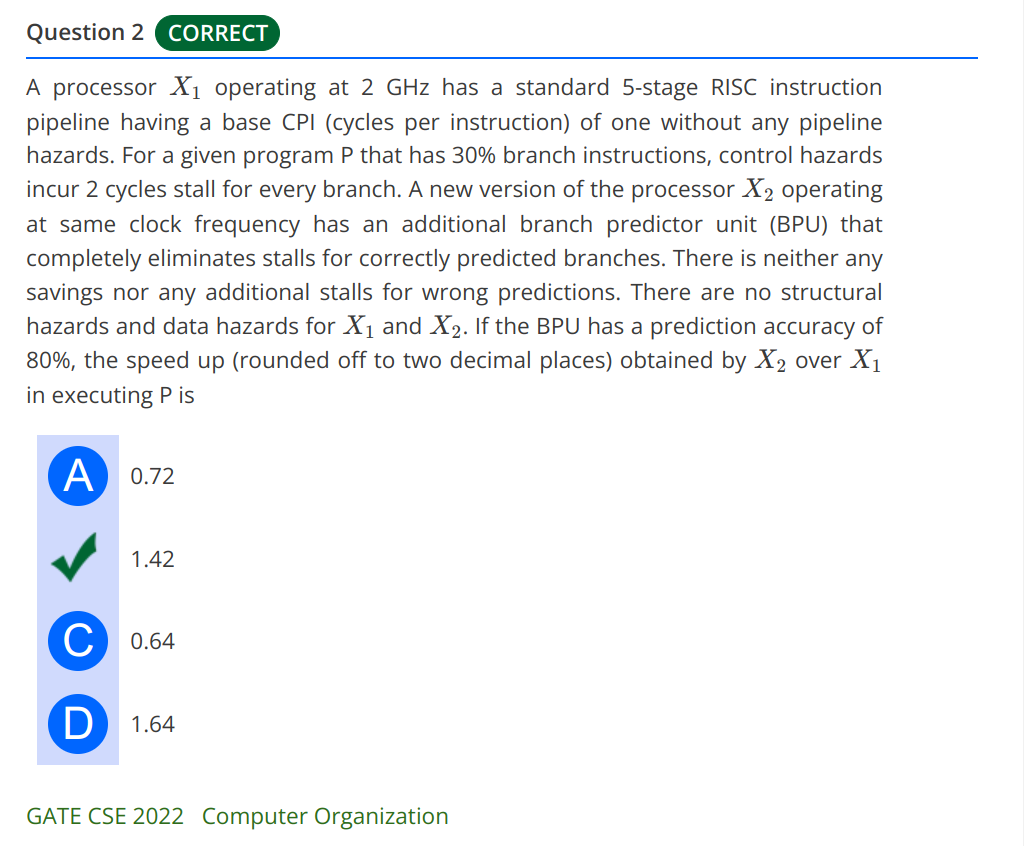 Question 2 CORRECT
A processor X₁ operating at 2 GHz has a standard 5-stage RISC instruction
pipeline having a base CPI (cycles per instruction) of one without any pipeline
hazards. For a given program P that has 30% branch instructions, control hazards
incur 2 cycles stall for every branch. A new version of the processor X₂ operating
at same clock frequency has an additional branch predictor unit (BPU) that
completely eliminates stalls for correctly predicted branches. There is neither any
savings nor any additional stalls for wrong predictions. There are no structural
hazards and data hazards for X₁ and X₂. If the BPU has a prediction accuracy of
80%, the speed up (rounded off to two decimal places) obtained by X₂ over X₁
in executing P is
A 0.72
1.42
C 0.64
D 1.64
GATE CSE 2022 Computer Organization